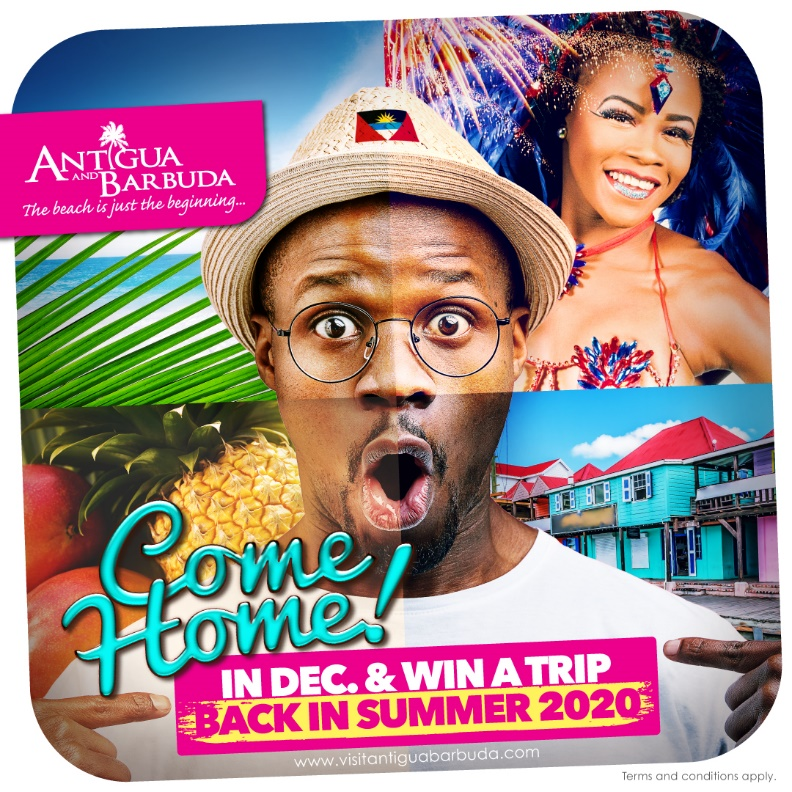 ANTIGUA
AND BARBUDA
The beach is just the beginning...
Come
Home!
IN DEC. & WIN A TRIP
BACK IN SUMMER 2020
www.visitantiguabarbuda.com
Terms and conditions apply.